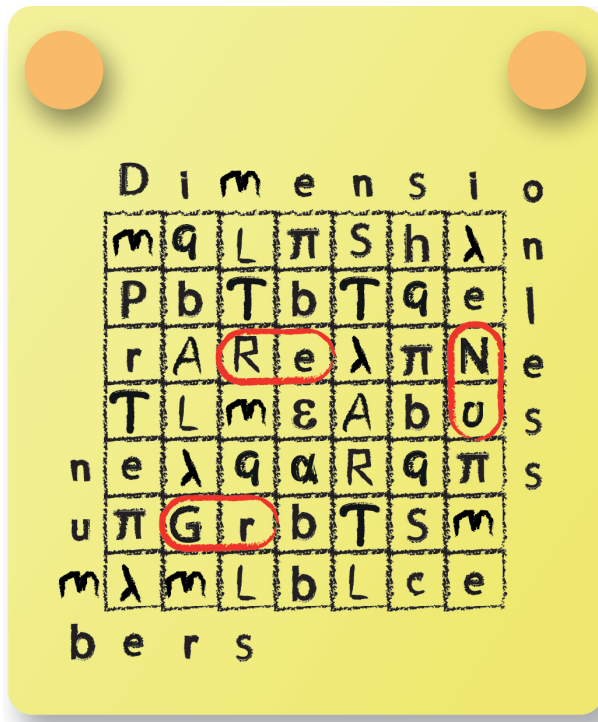 D i m e n s i o
m q L π S h λ n
P b T b T q e l
r A R e λ π N e
T L m ε A b υ s
n e λ q α R q π s
u π G r b T S m
m λ m L b L c e
b e r s